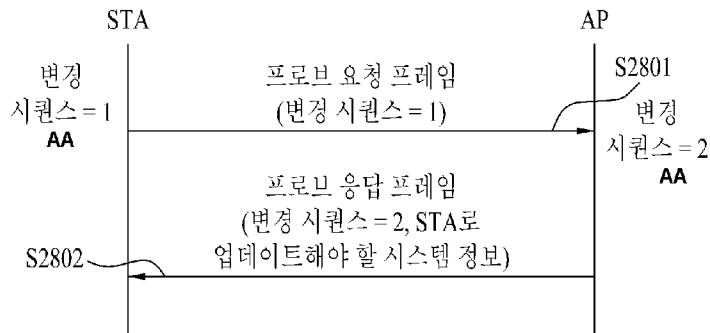 STA
AP
변경
시퀀스 = 1
AA
프로브 요청 프레임
(변경 시퀀스 = 1)
S2801
변경
시퀀스 = 2
AA
프로브 응답 프레임
(변경 시퀀스 = 2, STA로
업데이트해야 할 시스템 정보)
S2802